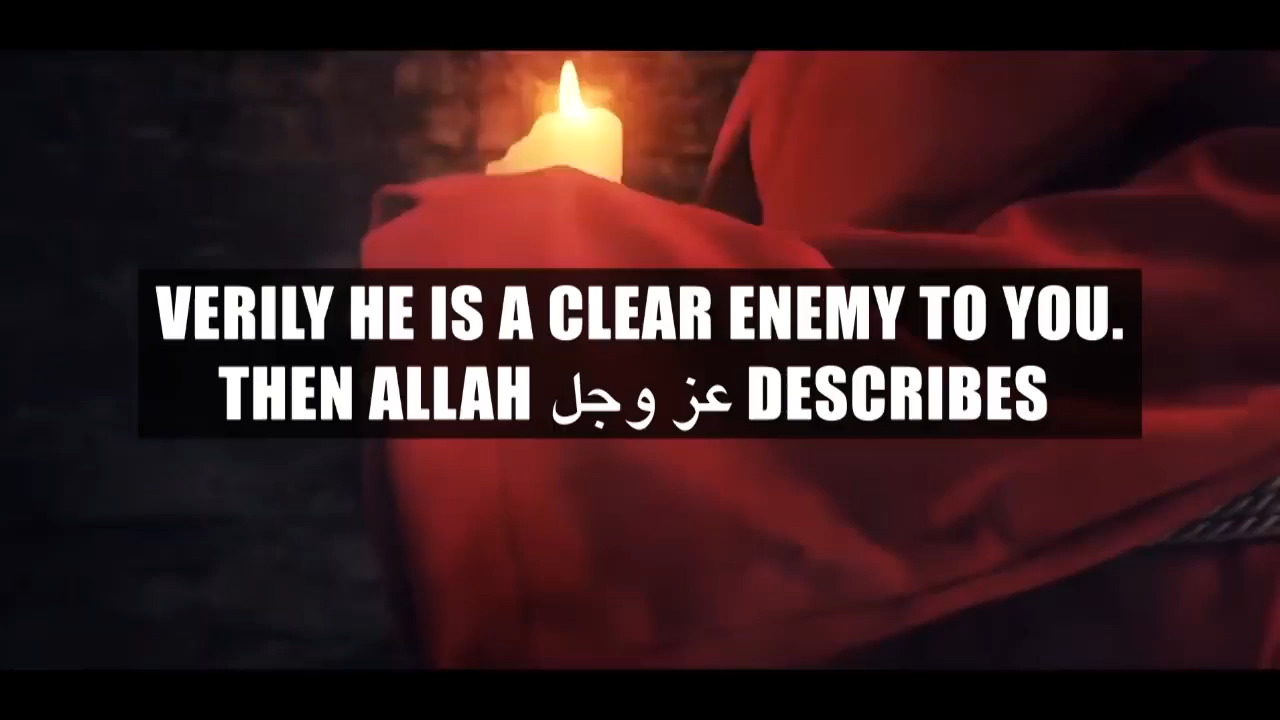 VERILY HE IS A CLEAR ENEMY TO YOU.
THEN ALLAH عز وجل DESCRIBES